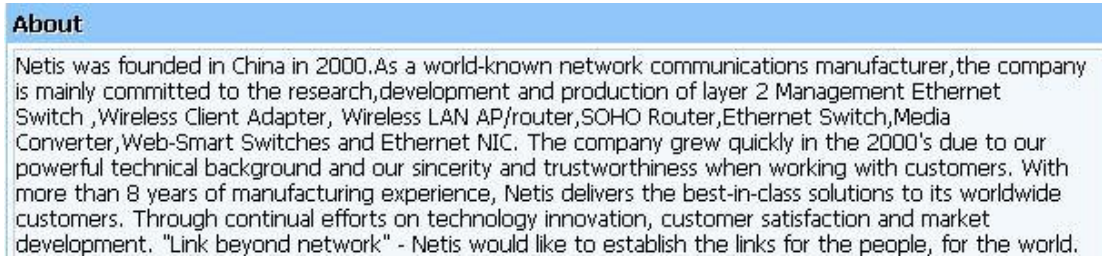 About
Netis was founded in China in 2000.As a world-known network communications manufacturer,the company
is mainly committed to the research,development and production of layer 2 Management Ethernet
Switch ,Wireless Client Adapter, Wireless LAN AP/router,SOHO Router,Ethernet Switch,Media
Converter,Web-Smart Switches and Ethernet NIC. The company grew quickly in the 2000's due to our
powerful technical background and our sincerity and trustworthiness when working with customers. With
more than 8 years of manufacturing experience, Netis delivers the best-in-class solutions to its worldwide
customers. Through continual efforts on technology innovation, customer satisfaction and market
development. "Link beyond network" - Netis would like to establish the links for the people, for the world.